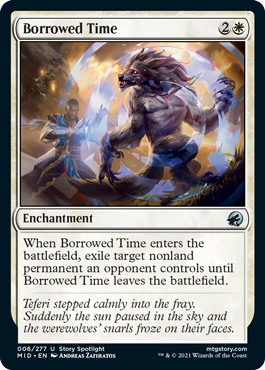 Borrowed Time 2
Enchantment
When Borrowed Time enters the
battlefield, exile target nonland
permanent an opponent controls until
Borrowed Time leaves the battlefield.
Teferi stepped calmly into the fray.
Suddenly the sun paused in the sky and
the werewolves' snarls froze on their faces.
006/277 U Story Spotlight mtgstory.com
MID • EN Andreas Zafiratos ™ & © 2021 Wizards of the Coast